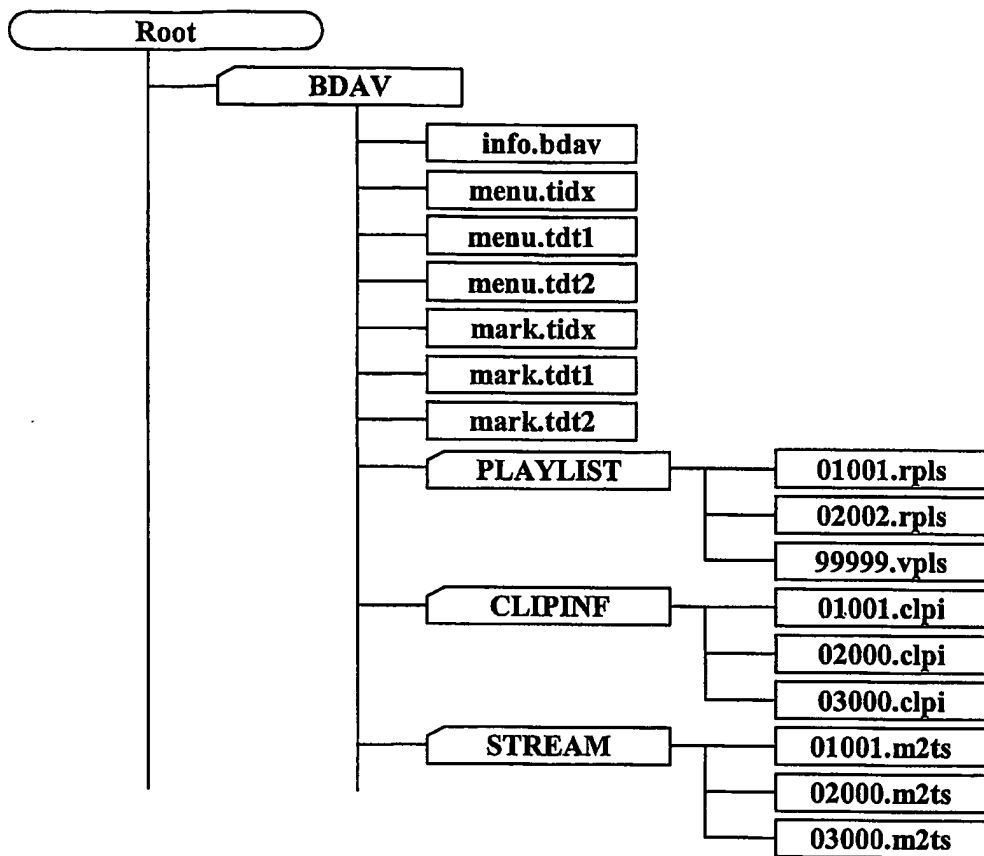 Root
BDAV
info.bdav
menu.tidx
menu.tdt1
menu.tdt2
mark.tidx
mark.tdt1
mark.tdt2
PLAYLIST
01001.rpls
02002.rpls
99999.vpls
CLIPINF
01001.clpi
02000.clpi
03000.clpi
STREAM
01001.m2ts
02000.m2ts
03000.m2ts